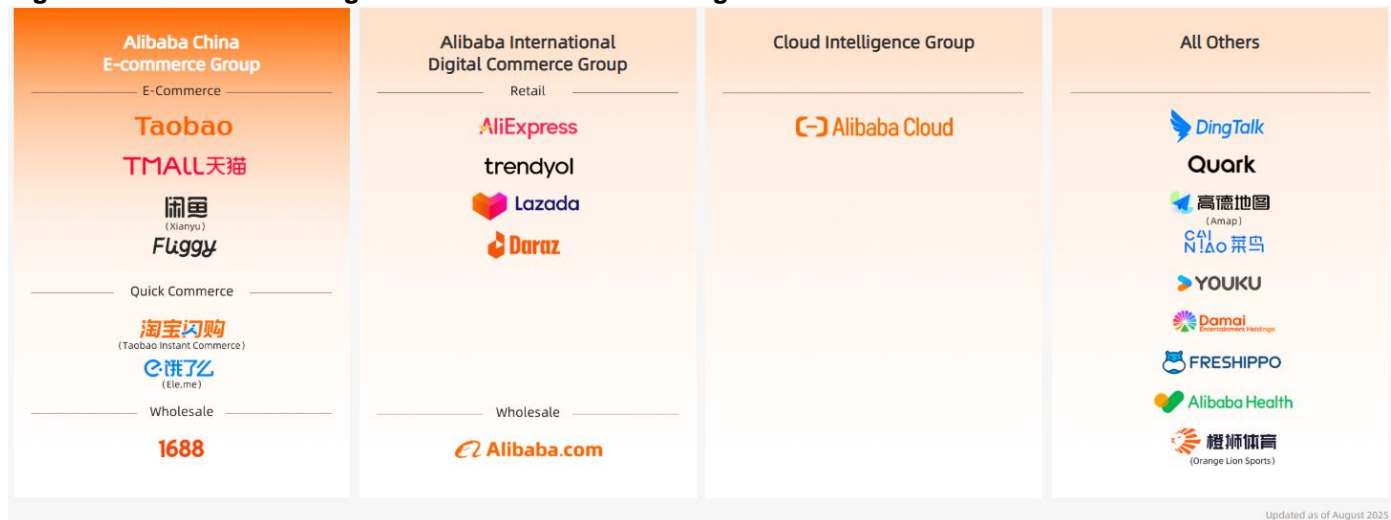 Alibaba China
E-commerce Group
E-Commerce
Taobao
TMALL天猫
闲鱼
(Xianyu)
Fliggy
Quick Commerce
淘宝闪购
(Taobao Instant Commerce)
饿了么
(Ele.me)
Wholesale
1688
Alibaba International
Digital Commerce Group
Retail
AliExpress
trendyol
Lazada
Daraz
Wholesale
Alibaba.com
Cloud Intelligence Group
Alibaba Cloud
All Others
DingTalk
Quark
高德地图
(Amap)
CAI
NIAO 菜鸟
YOUKU
Damai
Entertainment Holdings
FRESHIPPO
Alibaba Health
橙狮体育
(Orange Lion Sports)
Updated as of August 2025